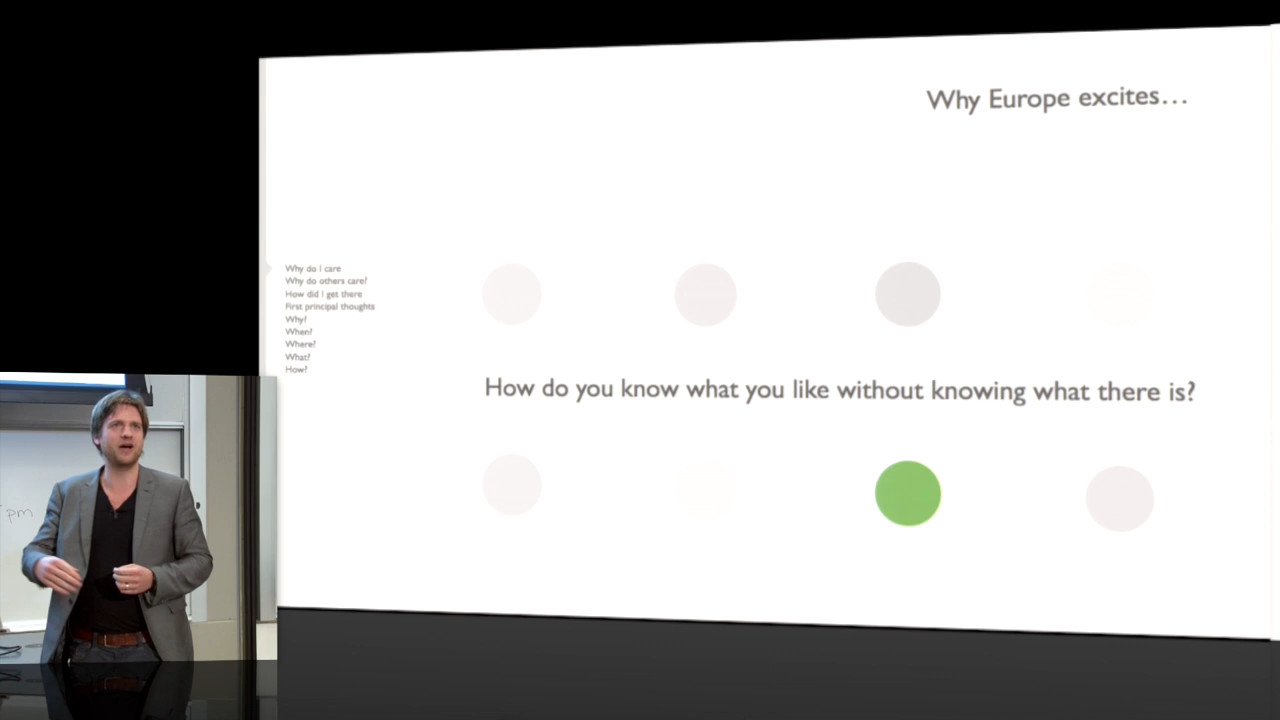 Why Europe excites…
Why do I care
Why do others care?
How did I get there
First principal thoughts
Why?
When?
Where?
What?
How?
How do you know what you like without knowing what there is?
pm